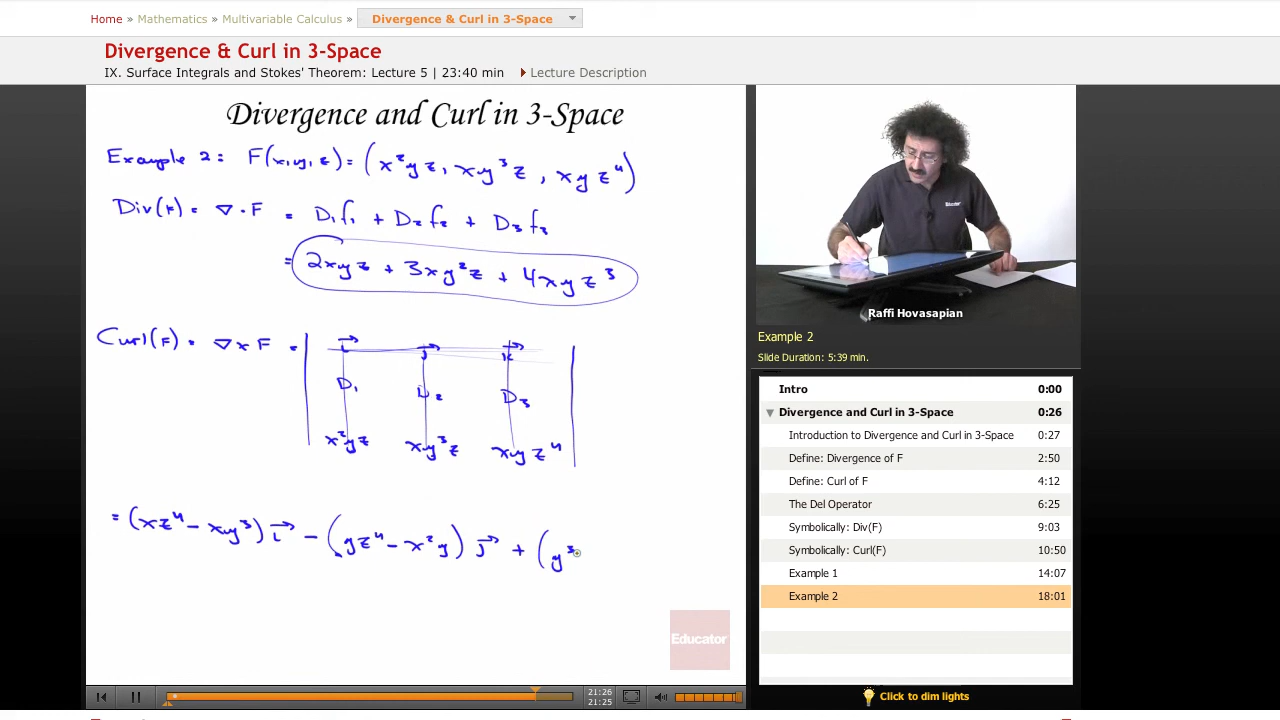 Home » Mathematics » Multivariable Calculus » Divergence & Curl in 3-Space
Divergence & Curl in 3-Space
IX. Surface Integrals and Stokes' Theorem: Lecture 5 | 23:40 min Lecture Description
Divergence and Curl in 3-Space
Example 2: F(x,y,z) = (x²yz, xy³z, xyz⁴)
Div(F) = ∇ · F = D₁f₁ + D₂f₂ + D₃f₃
= 2xyz + 3xy²z + 4xyz³
Curl(F) = ∇ x F =
i j k
D₁ D₂ D₃
x²yz xy³z xyz⁴
= (xz⁴ - xy³) i - (yz⁴ - x²y) j + (y³
Educator
Educator
Raffi Hovasapian
Example 2
Slide Duration: 5:39 min.
Intro 0:00
Divergence and Curl in 3-Space 0:26
Introduction to Divergence and Curl in 3-Space 0:27
Define: Divergence of F 2:50
Define: Curl of F 4:12
The Del Operator 6:25
Symbolically: Div(F) 9:03
Symbolically: Curl(F) 10:50
Example 1 14:07
Example 2 18:01
21:26
21:25
Click to dim lights